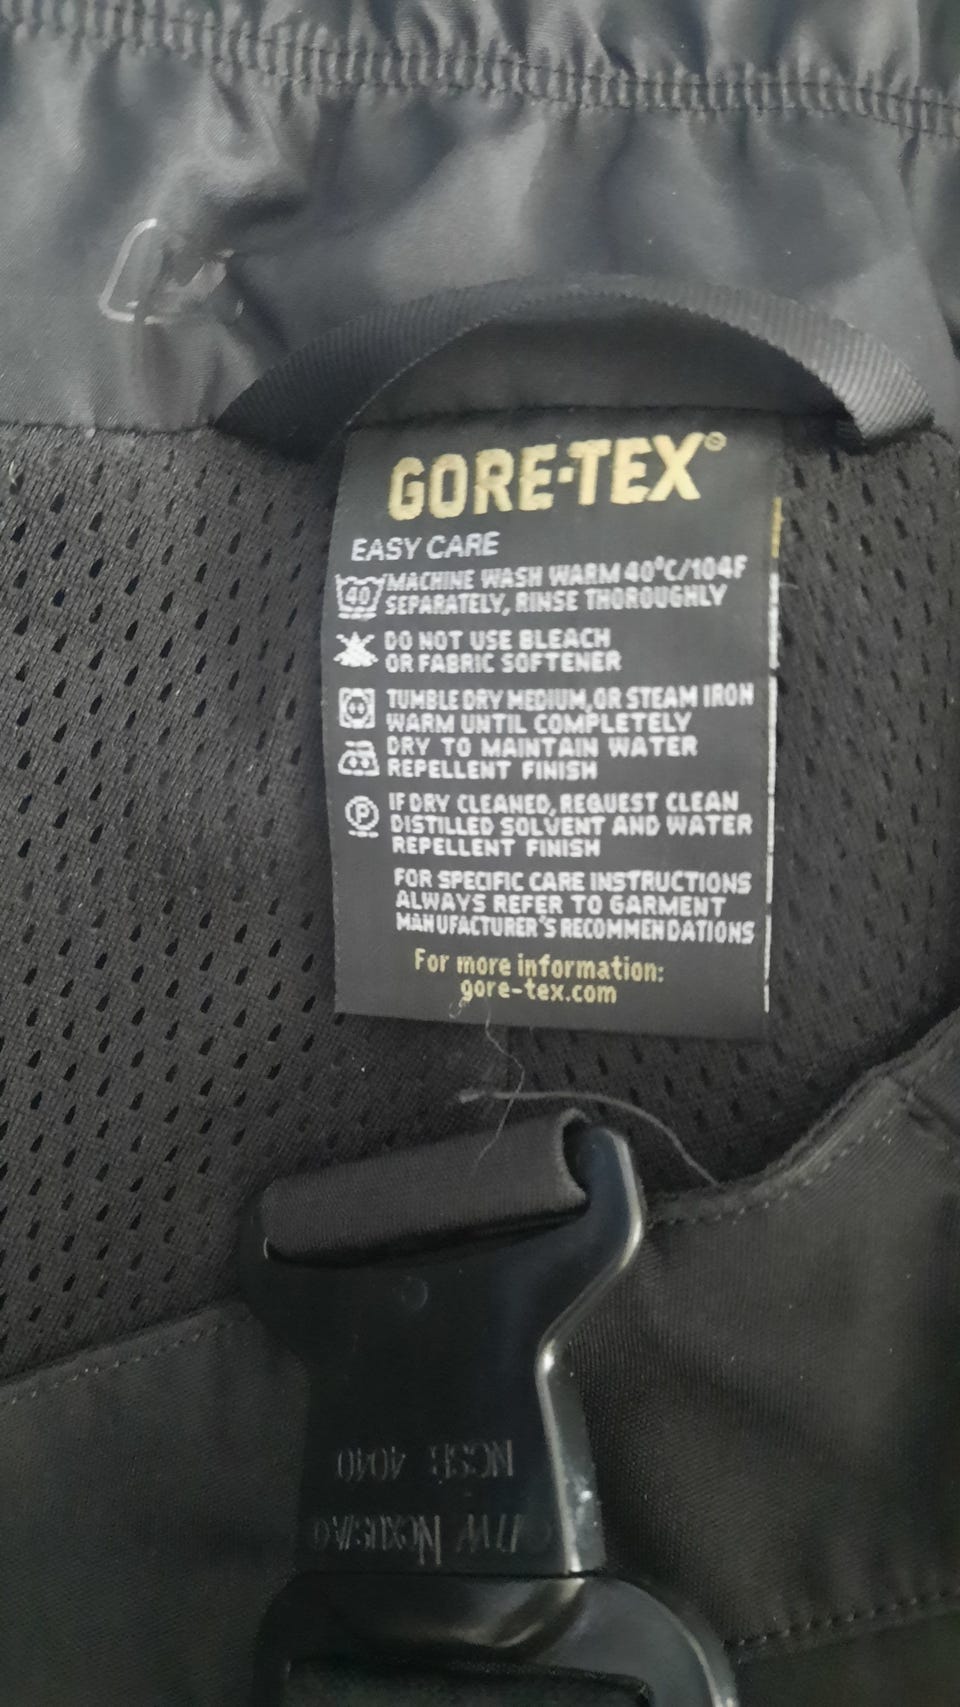 GORE-TEX®
EASY CARE
40 MACHINE WASH WARM 40°C/104F
SEPARATELY, RINSE THOROUGHLY
DO NOT USE BLEACH
OR FABRIC SOFTENER
TUMBLE DRY MEDIUM, OR STEAM IRON
WARM UNTIL COMPLETELY
DRY TO MAINTAIN WATER
REPELLENT FINISH
P IF DRY CLEANED, REQUEST CLEAN
DISTILLED SOLVENT AND WATER
REPELLENT FINISH
FOR SPECIFIC CARE INSTRUCTIONS
ALWAYS REFER TO GARMENT
MANUFACTURER'S RECOMMENDATIONS
For more information:
gore-tex.com
NEXUS
4040